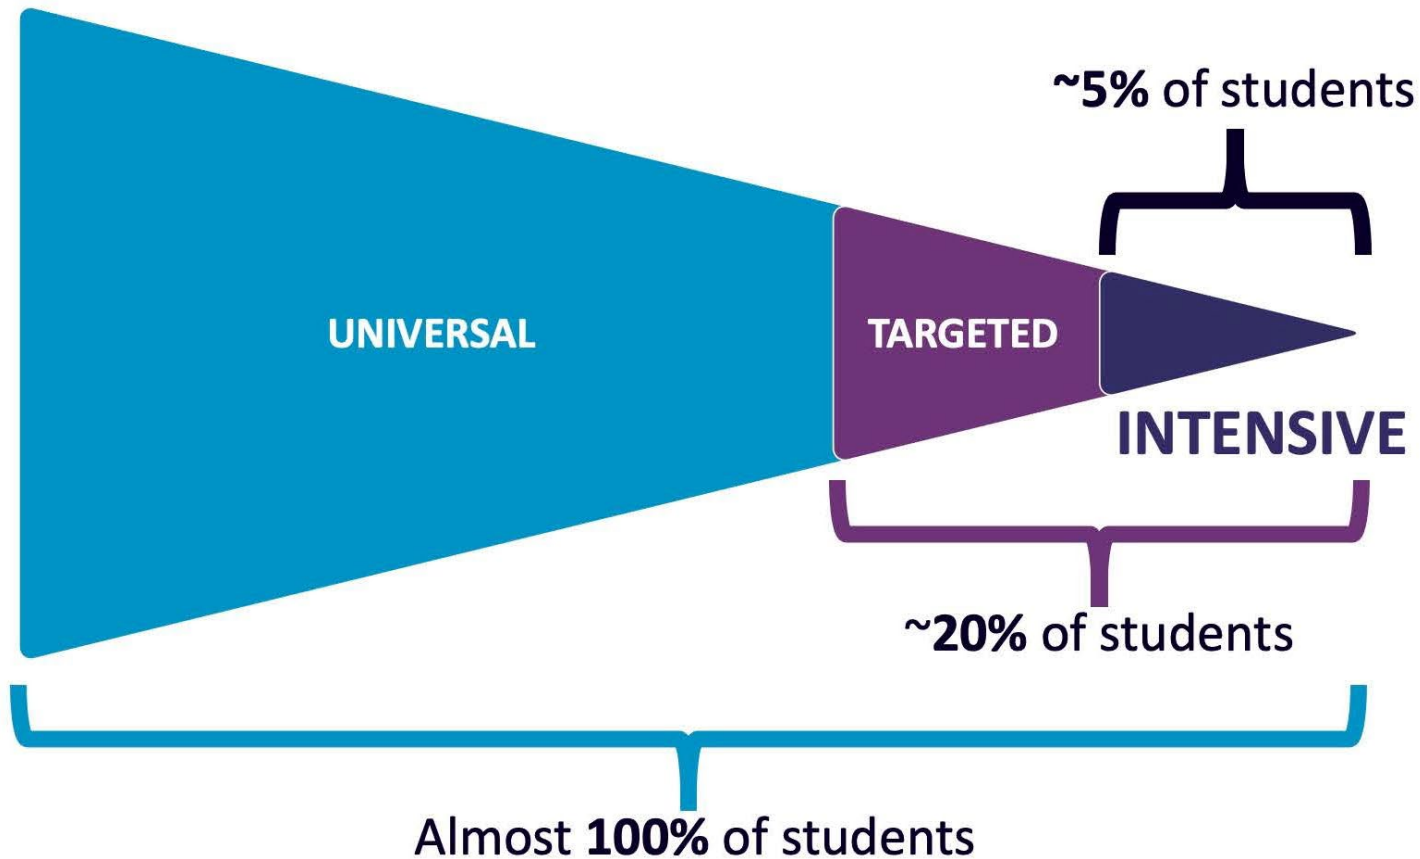 ~5% of students
UNIVERSAL
TARGETED
INTENSIVE
~20% of students
Almost 100% of students